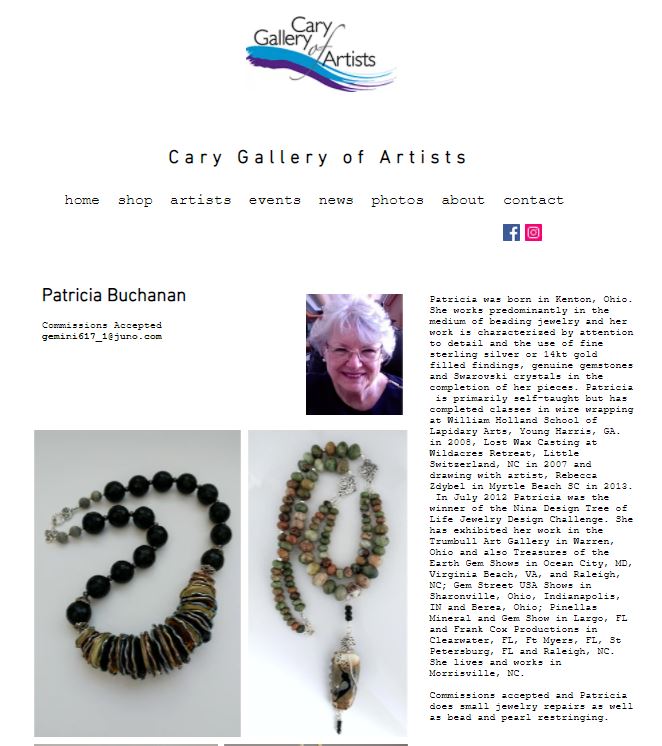 Cary
Gallery of Artists
Cary Gallery of Artists
home shop artists events news photos about contact
Patricia Buchanan
Commissions Accepted
gemini617_1@juno.com
Patricia was born in Kenton, Ohio.
She works predominantly in the
medium of beading jewelry and her
work is characterized by attention
to detail and the use of fine
sterling silver or 14kt gold
filled findings, genuine gemstones
and Swarovski crystals in the
completion of her pieces. Patricia
is primarily self-taught but has
completed classes in wire wrapping
at William Holland School of
Lapidary Arts, Young Harris, GA.
in 2008, Lost Wax Casting at
Wildacres Retreat, Little
Switzerland, NC in 2007 and
drawing with artist, Rebecca
Zdybel in Myrtle Beach SC in 2013.
In July 2012 Patricia was the
winner of the Nina Design Tree of
Life Jewelry Design Challenge. She
has exhibited her work in the
Trumbull Art Gallery in Warren,
Ohio and also Treasures of the
Earth Gem Shows in Ocean City, MD,
Virginia Beach, VA, and Raleigh,
NC; Gem Street USA Shows in
Sharonville, Ohio, Indianapolis,
IN and Berea, Ohio; Pinellas
Mineral and Gem Show in Largo, FL
and Frank Cox Productions in
Clearwater, FL, Ft Myers, FL, St
Petersburg, FL and Raleigh, NC.
She lives and works in
Morrisville, NC.
Commissions accepted and Patricia
does small jewelry repairs as well
as bead and pearl restringing.